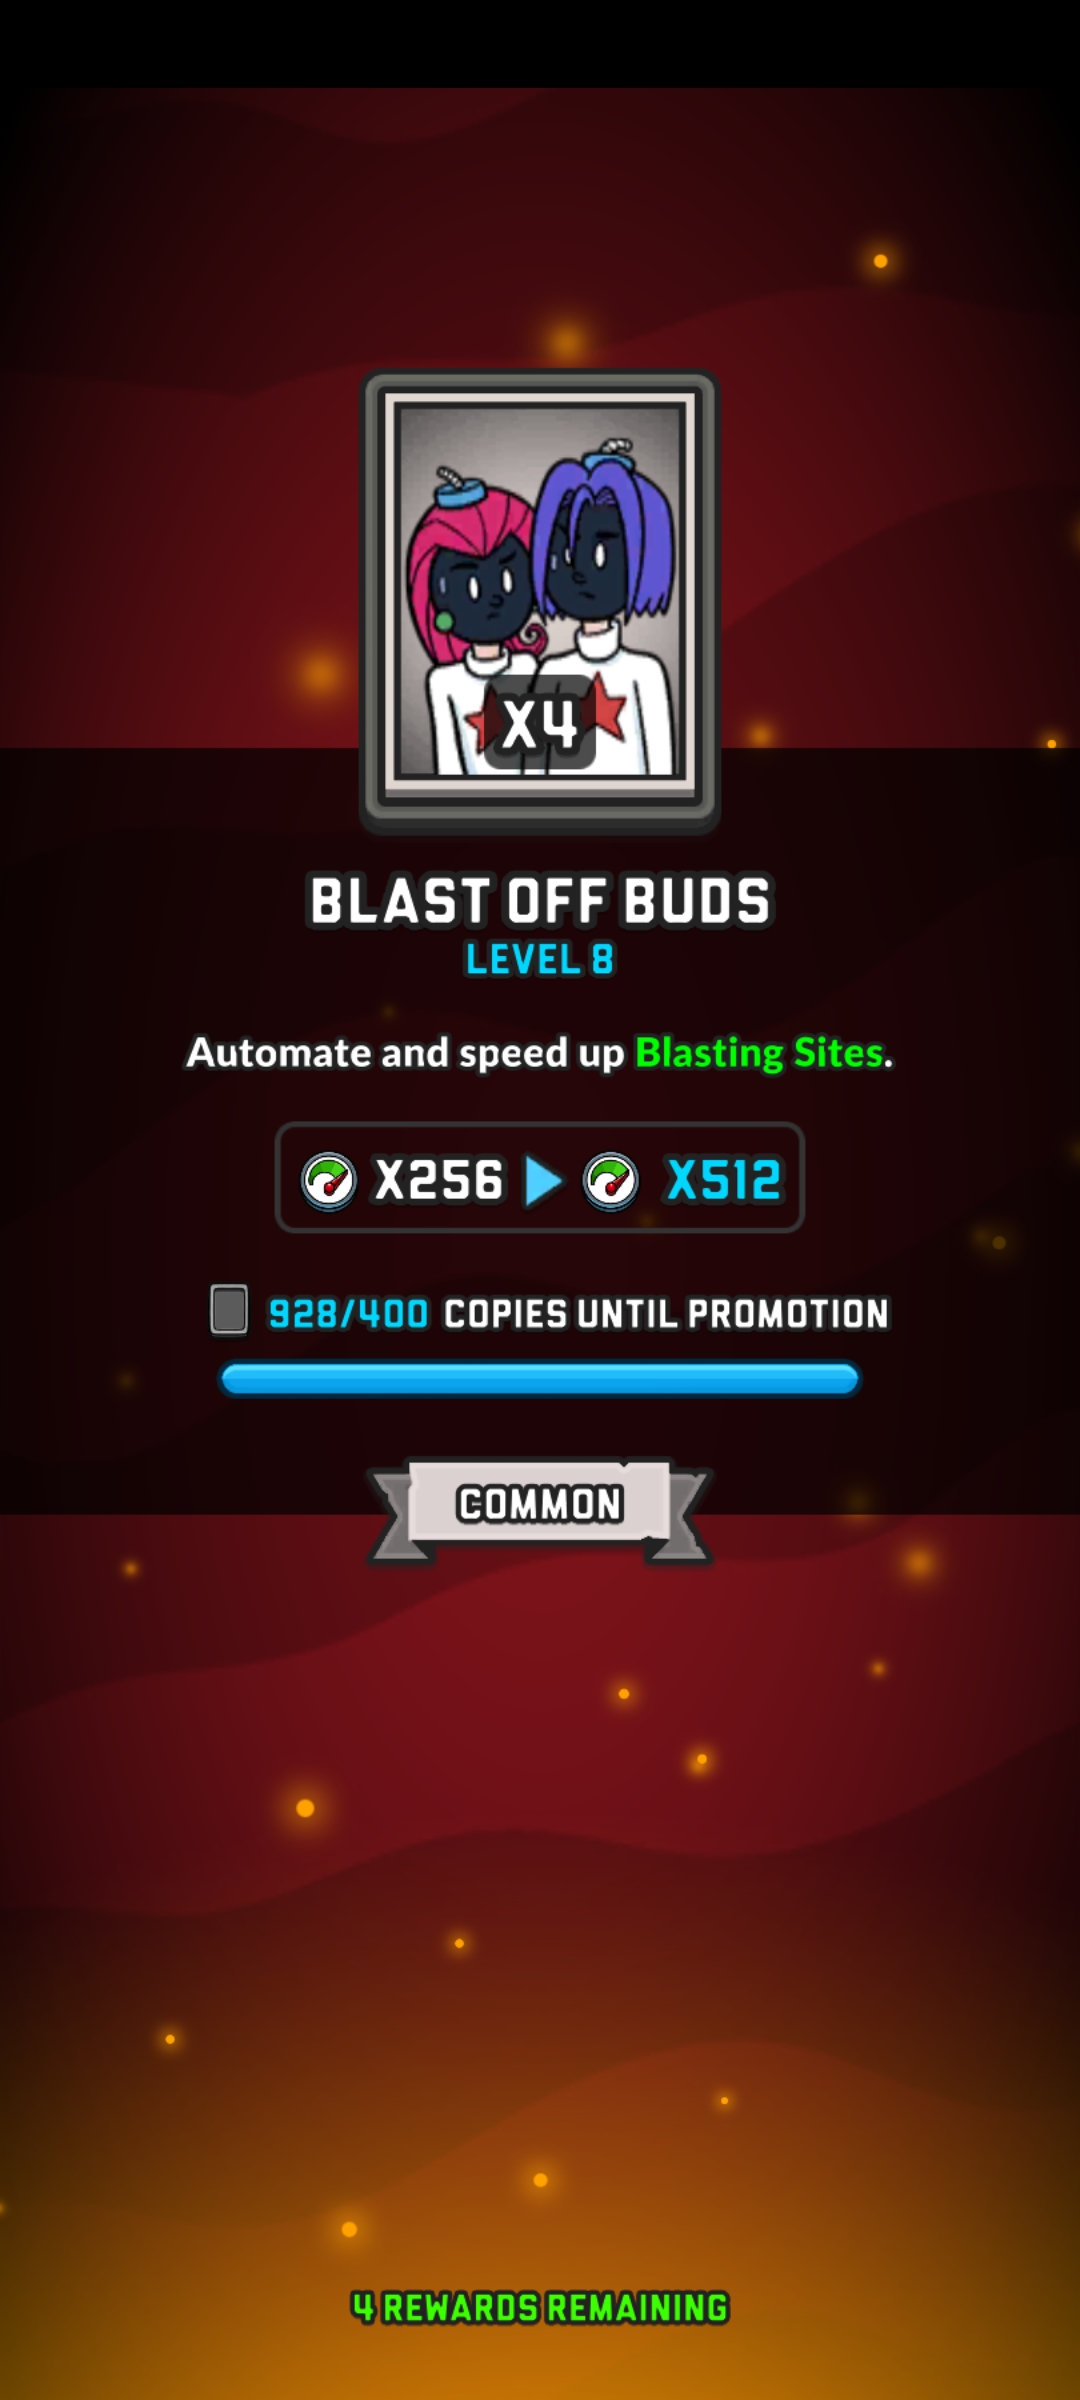 X4
BLAST OFF BUDS
LEVEL 8
Automate and speed up Blasting Sites.
X256 X512
928/400 COPIES UNTIL PROMOTION
COMMON
4 REWARDS REMAINING